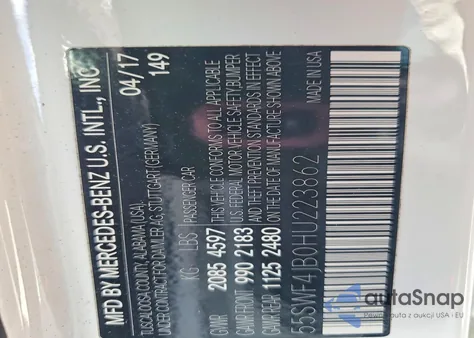 MFD BY MERCEDES-BENZ U.S. INTL., INC
TUSCALOOSA COUNTY, ALABAMA (USA),
UNDER CONTRACT FOR DAIMLER AG, STUTTGART (GERMANY)
04/17
149
MADE IN USA
KG LBS PASSENGER CAR
GVWR 2085 4597 THIS VEHICLE CONFORMS TO ALL APPLICABLE
GAWR FRONT 990 2183 U.S. FEDERAL MOTOR VEHICLE SAFETY, BUMPER
AND THEFT PREVENTION STANDARDS IN EFFECT
GAWR REAR 1125 2480 ON THE DATE OF MANUFACTURE SHOWN ABOVE
55SWF4JB0HU223862
autoSnap
Powered by AutoHelperBot